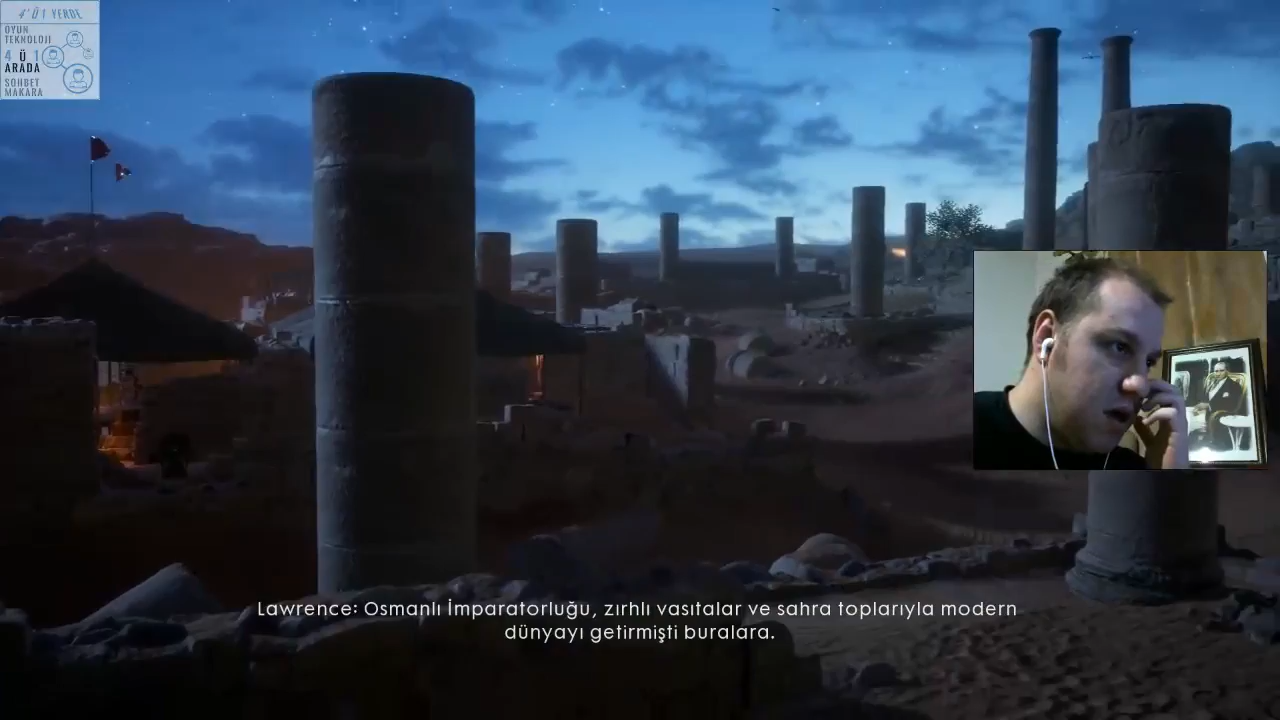 4'Ü 1 YERDE
OYUN
TEKNOLOJİ
4 Ü 1
ARADA
SOHBET
MAKARA
Lawrence: Osmanlı İmparatorluğu, zırhlı vasıtalar ve sahra toplarıyla modern
dünyayı getirmişti buralara.